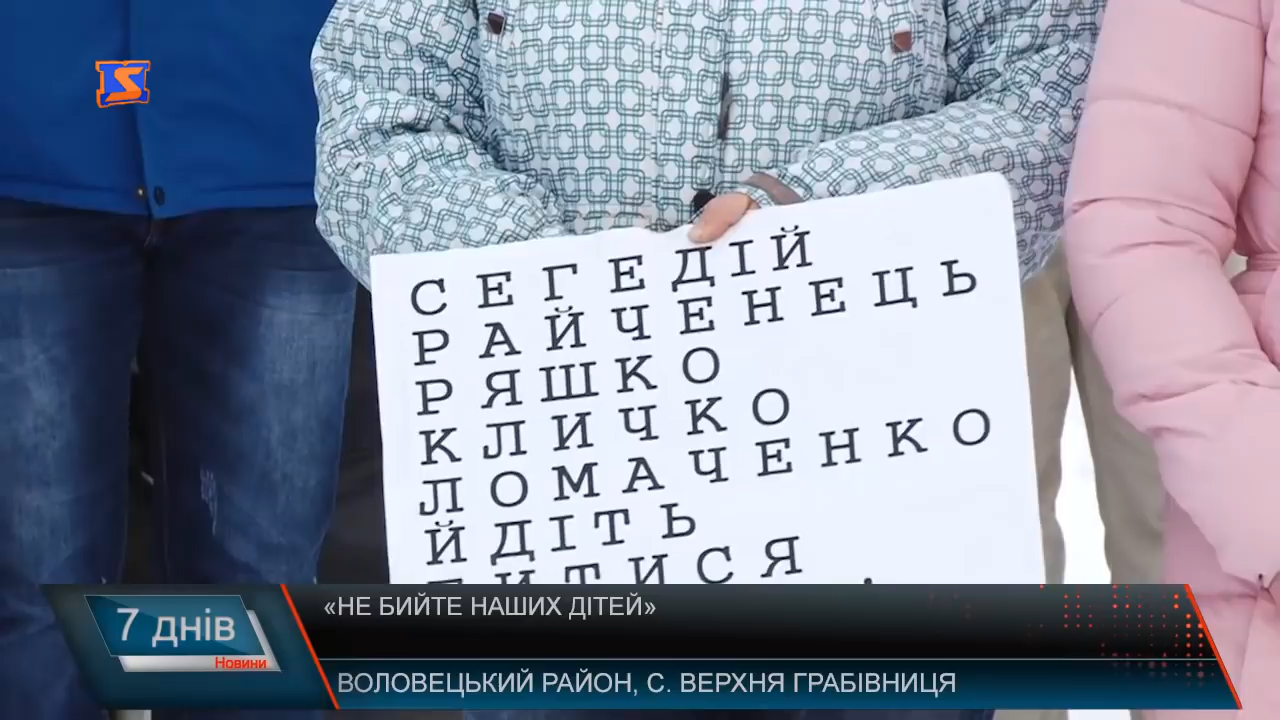 СЕГЕДІЙ
РАЙЧЕНЕЦЬ
РЯШКО
КЛИЧКО
ЛОМАЧЕНКО
ЙДІТЬ
«НЕ БИЙТЕ НАШИХ ДІТЕЙ»
7 днів
Новини
ВОЛОВЕЦЬКИЙ РАЙОН, С. ВЕРХНЯ ГРАБІВНИЦЯ